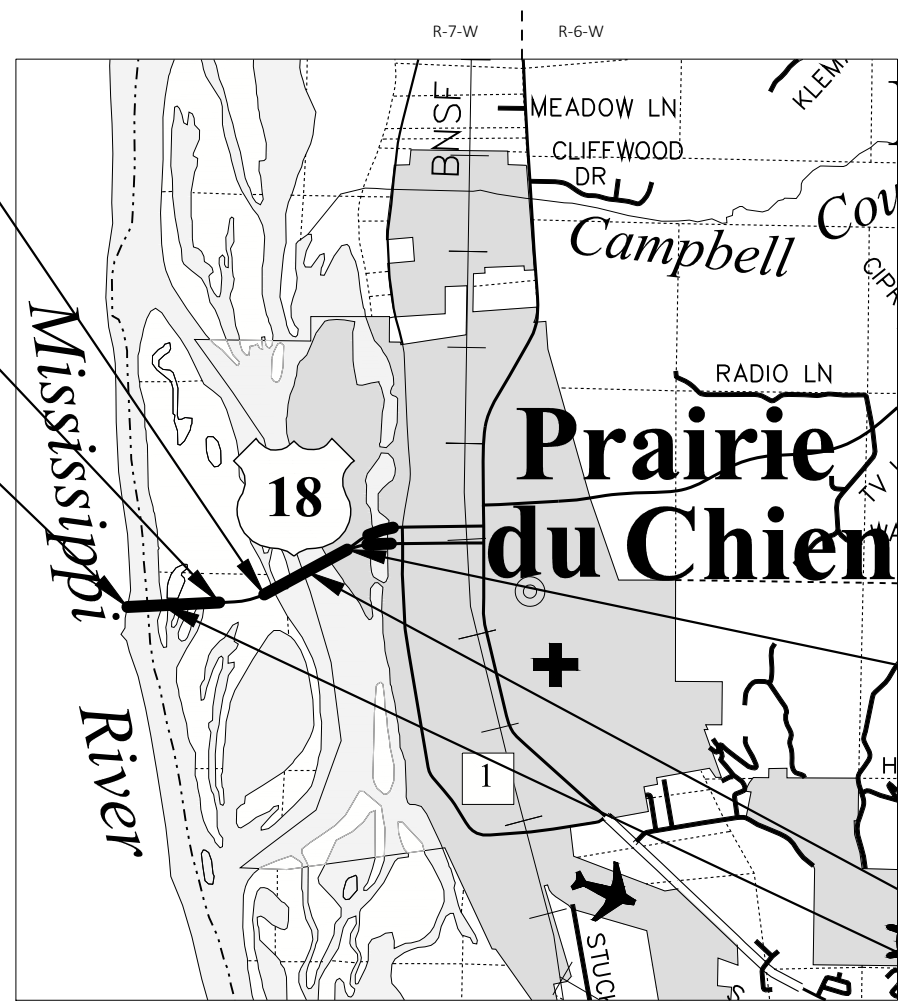 R-7-W
R-6-W
BNSF
MEADOW LN
CLIFFWOOD
DR
Campbell
RADIO LN
Mississippi
River
18
Prairie
du Chien
1